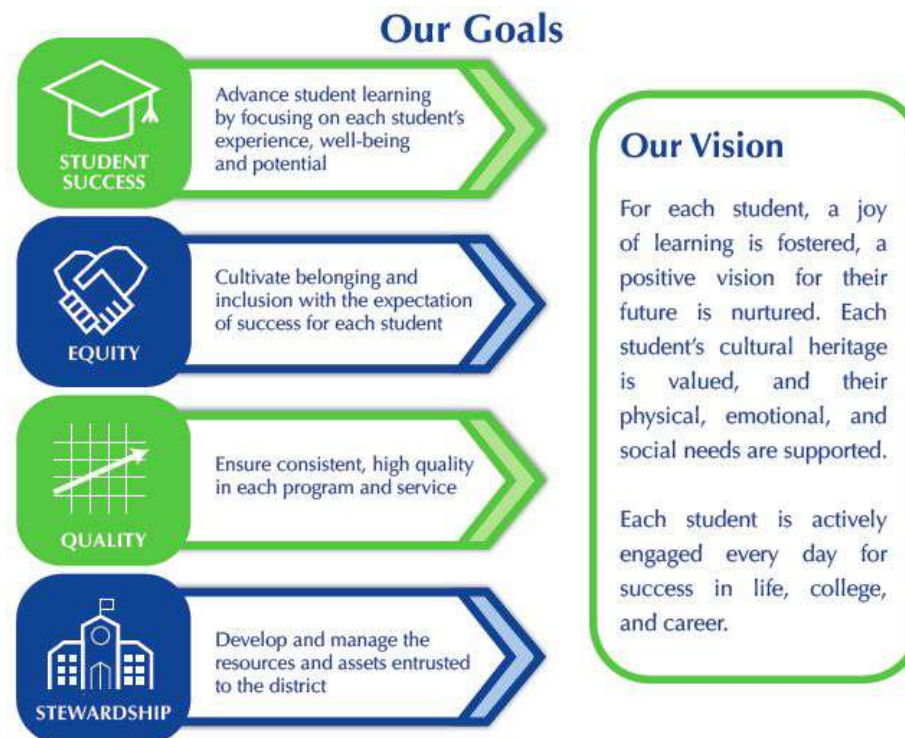 Our Goals
STUDENT
SUCCESS
Advance student learning
by focusing on each student's
experience, well-being
and potential
EQUITY
Cultivate belonging and
inclusion with the expectation
of success for each student
QUALITY
Ensure consistent, high quality
in each program and service
STEWARDSHIP
Develop and manage the
resources and assets entrusted
to the district
Our Vision
For each student, a joy
of learning is fostered, a
positive vision for their
future is nurtured. Each
student's cultural heritage
is valued, and their
physical, emotional, and
social needs are supported.
Each student is actively
engaged every day for
success in life, college,
and career.